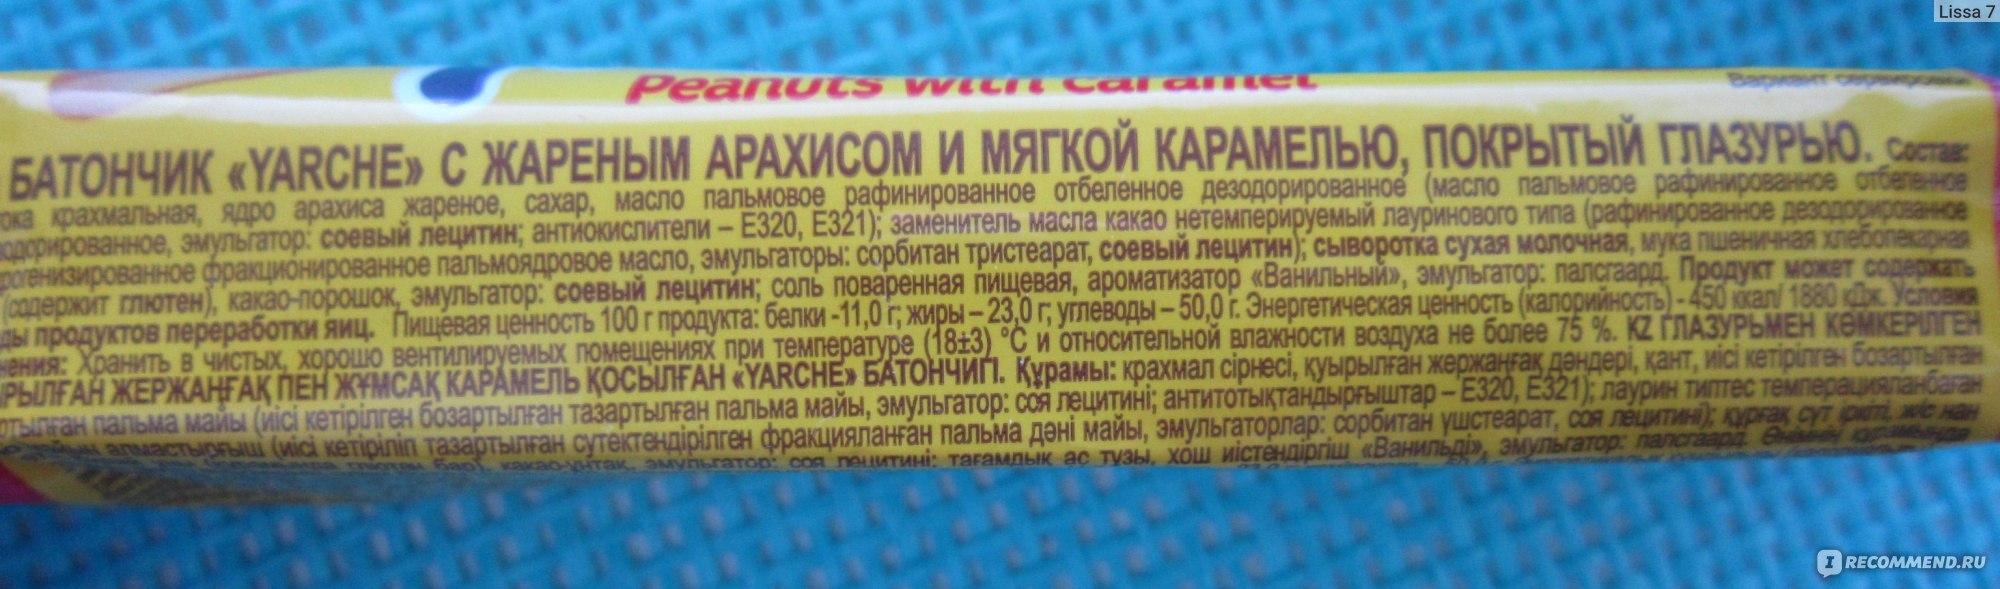 Lissa 7
Peanuts with caramel
Вариант сервировки
БАТОНЧИК «YARCHE» С ЖАРЕНЫМ АРАХИСОМ И МЯГКОЙ КАРАМЕЛЬЮ, ПОКРЫТЫЙ ГЛАЗУРЬЮ. Состав:
крахмальная, ядро арахиса жареное, сахар, масло пальмовое рафинированное отбеленное дезодорированное (масло пальмовое рафинированное отбеленное
эмульгатор: соевый лецитин; антиокислители – Е320, Е321); заменитель масла какао нетемперируемый лауринового типа (рафинированное дезодорированное
фракционированное пальмоядровое масло, эмульгаторы: сорбитан тристеарат, соевый лецитин); сыворотка сухая молочная, мука пшеничная хлебопекарная
(содержит глютен), какао-порошок, эмульгатор: соевый лецитин; соль поваренная пищевая, ароматизатор «Ванильный», эмульгатор: палсгаард. Продукт может содержать
продуктов переработки яиц. Пищевая ценность 100 г продукта: белки -11,0 г; жиры – 23,0 г; углеводы – 50,0 г. Энергетическая ценность (калорийность) - 450 ккал/ 1880 кДж. Условия
Хранить в чистых, хорошо вентилируемых помещениях при температуре (18±3) °С и относительной влажности воздуха не более 75 %. KZ ГЛАЗУРЬМЕН КӨМКЕРІЛГЕН
ЖЕРЖАҢҒАҚ ПЕН ЖҰМСАҚ КАРАМЕЛЬ ҚОСЫЛҒАН «YARCHE» БАТОНЧИГІ. Құрамы: крахмал сірнесі, қуырылған жержаңғақ дәндері, қант, иісі кетірілген бозартылған
пальма майы (иісі кетірілген бозартылған тазартылған пальма майы, эмульгатор: соя лецитині; антитотықтандырғыштар – Е320, Е321); лаурин типтес температцияланбаған
алмастырғыш (иісі кетіріліп тазартылған сутектендірілген фракцияланған пальма дәні майы, эмульгаторлар: сорбитан үшстеарат, соя лецитині); құрғақ сүт
какао-ұнтақ, эмульгатор: соя лецитині; тағамдық ас тұзы, хош иістендіргіш «Ванильді», эмульгатор: палсгаард.
IRECOMMEND.RU